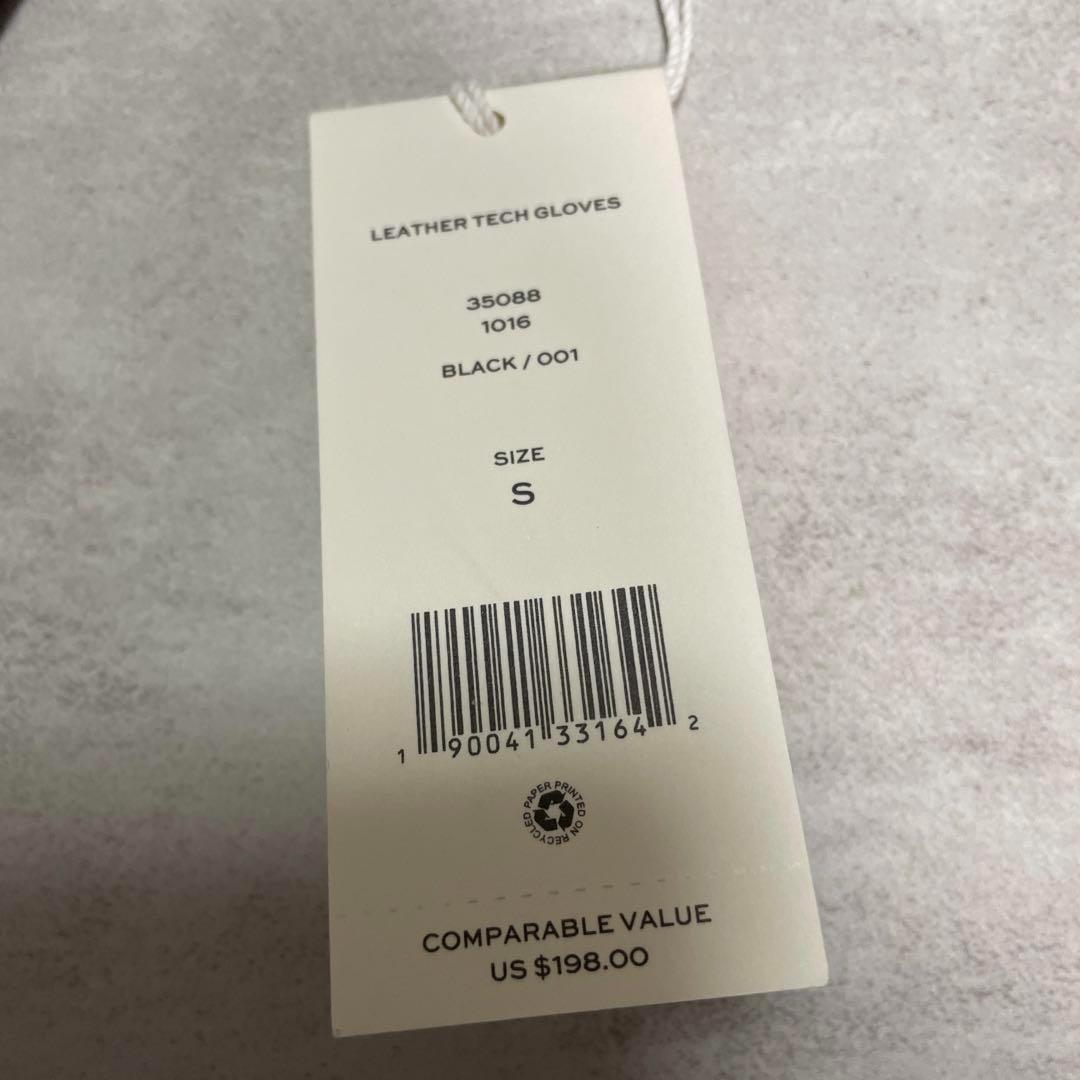 LEATHER TECH GLOVES
35088
1016
BLACK / 001
SIZE
S
1 90041 33164 2
PRINTED ON RECYCLED PAPER
COMPARABLE VALUE
US $198.00